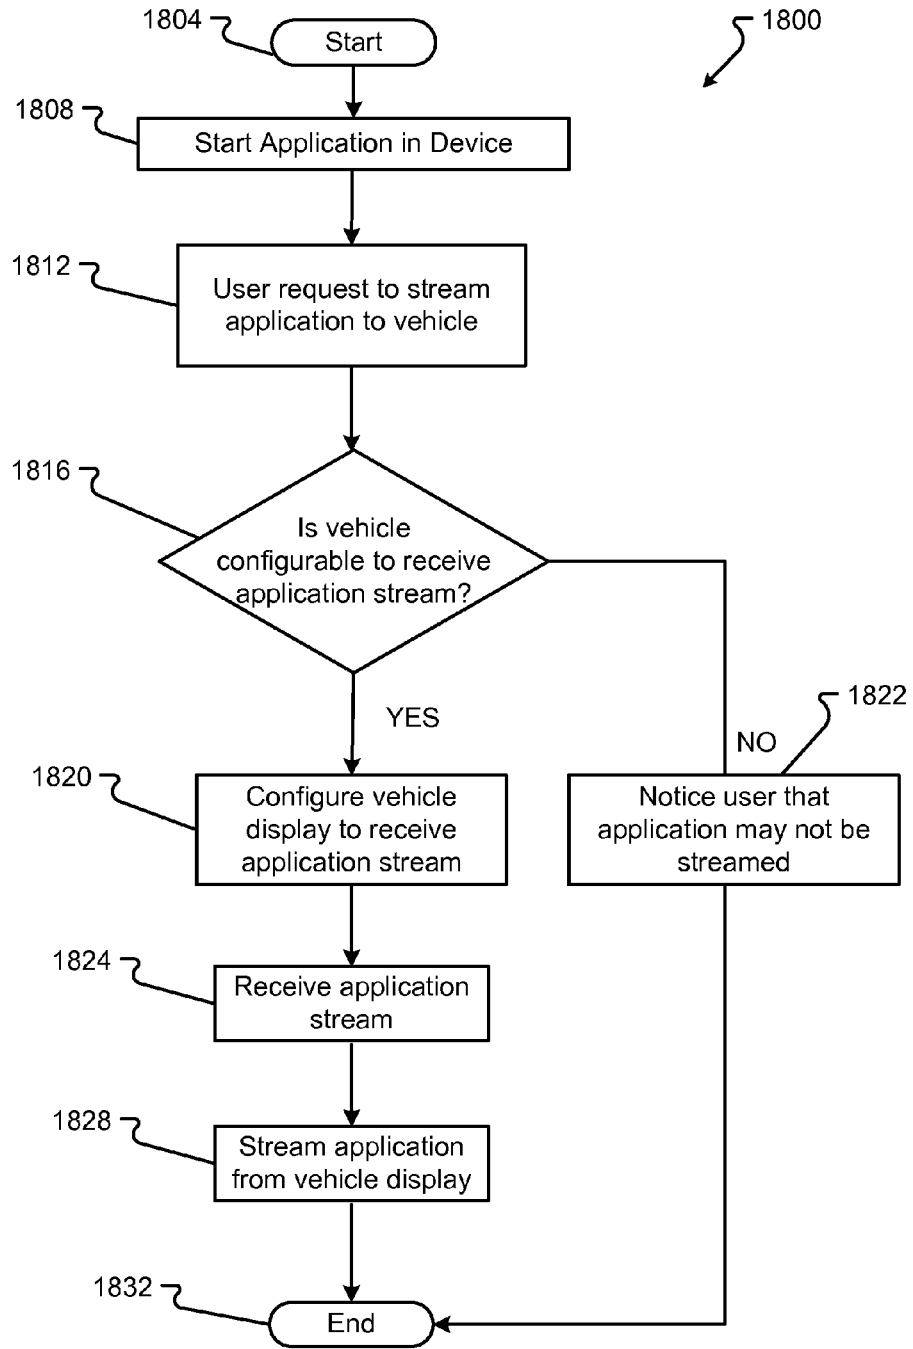 1804
Start
1800
1808
Start Application in Device
1812
User request to stream
application to vehicle
1816
Is vehicle
configurable to receive
application stream?
YES
NO
1822
1820
Configure vehicle
display to receive
application stream
Notice user that
application may not be
streamed
1824
Receive application
stream
1828
Stream application
from vehicle display
1832
End